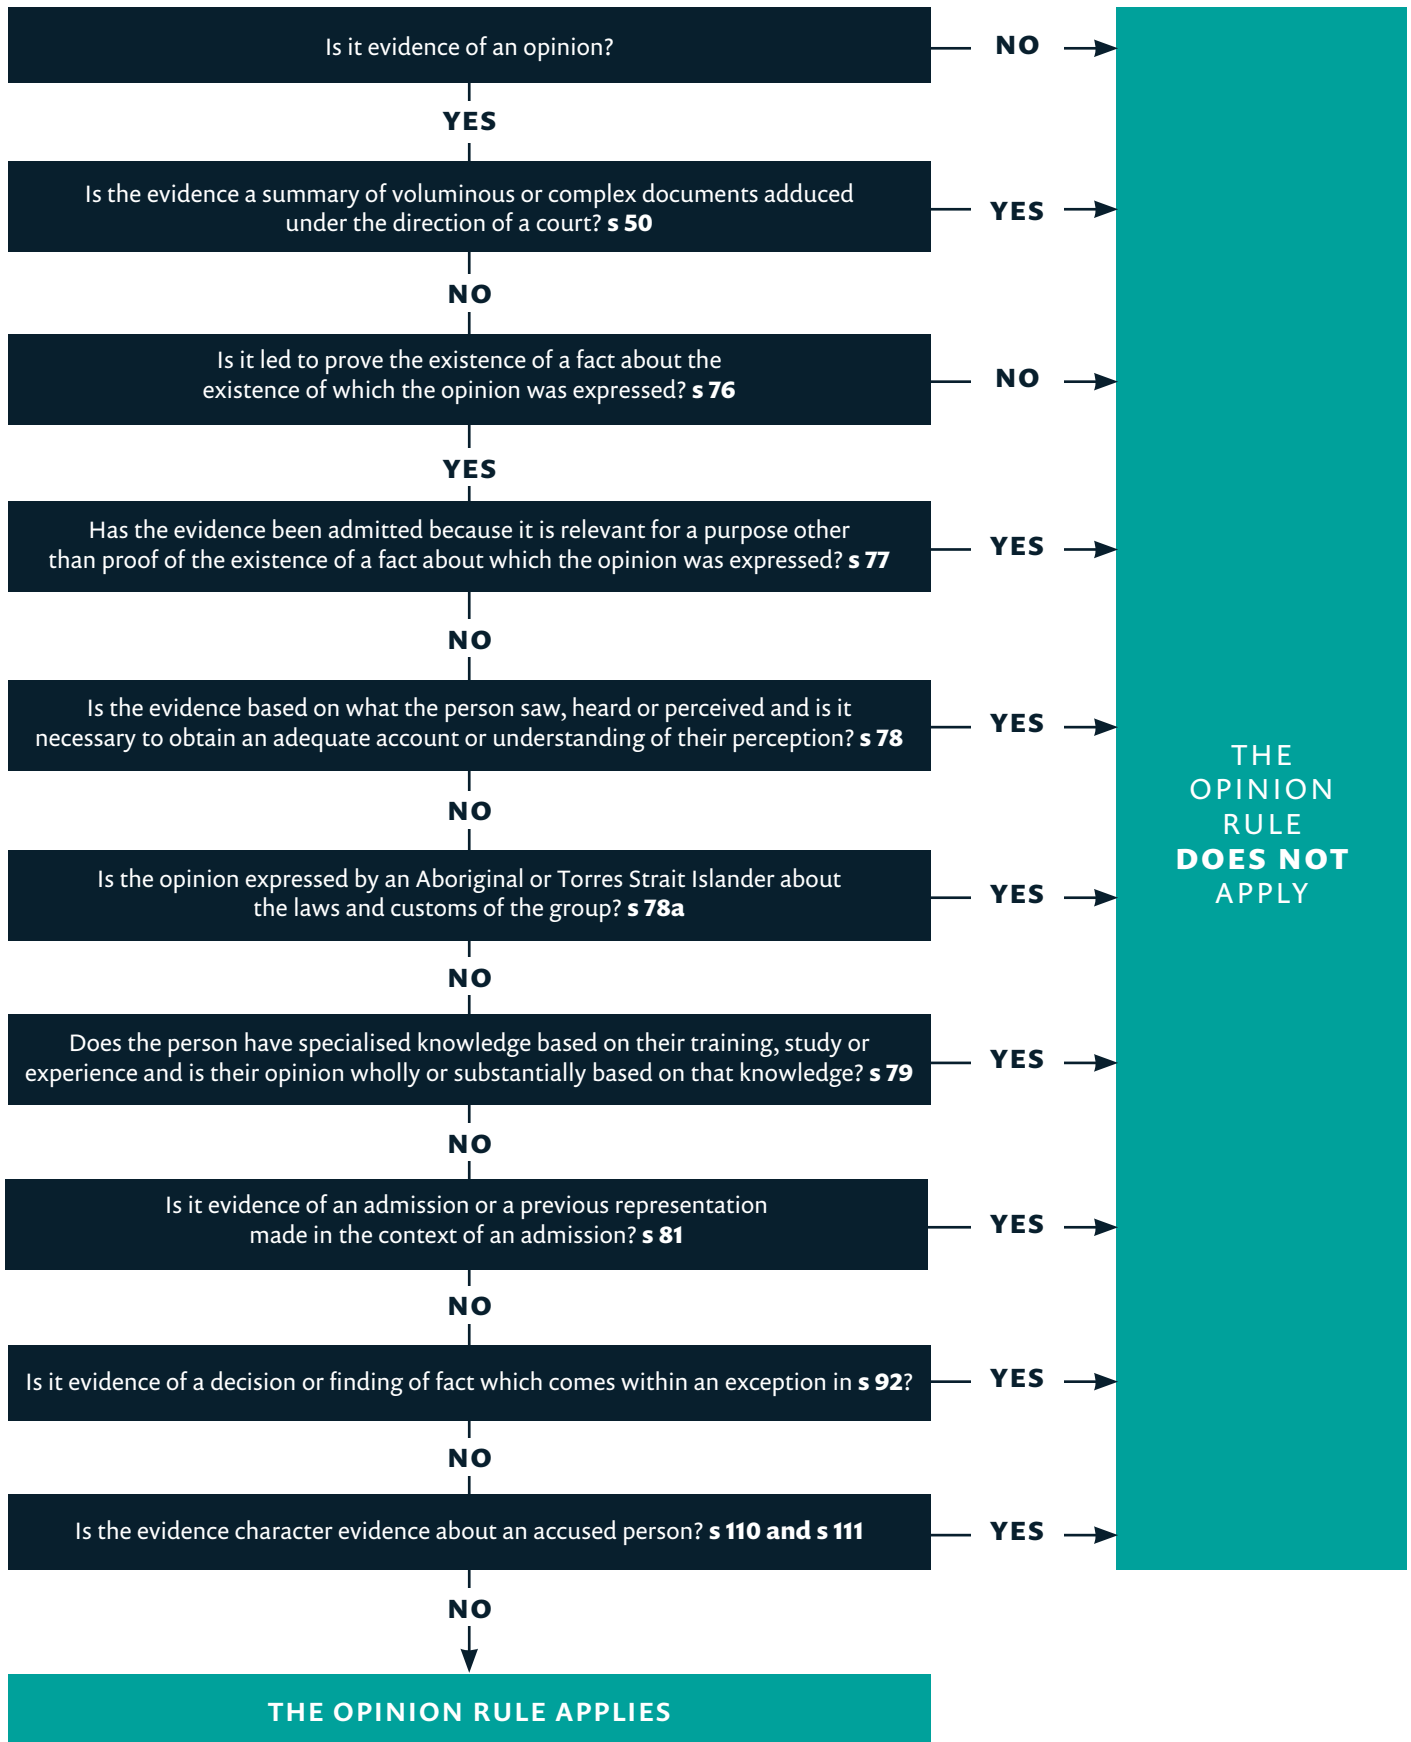 Is it evidence of an opinion?
NO
YES
Is the evidence a summary of voluminous or complex documents adduced
under the direction of a court? s 50
YES
NO
Is it led to prove the existence of a fact about the
existence of which the opinion was expressed? s 76
NO
YES
Has the evidence been admitted because it is relevant for a purpose other
than proof of the existence of a fact about which the opinion was expressed? s 77
YES
NO
Is the evidence based on what the person saw, heard or perceived and is it
necessary to obtain an adequate account or understanding of their perception? s 78
YES
NO
Is the opinion expressed by an Aboriginal or Torres Strait Islander about
the laws and customs of the group? s 78a
YES
NO
Does the person have specialised knowledge based on their training, study or
experience and is their opinion wholly or substantially based on that knowledge? s 79
YES
NO
Is it evidence of an admission or a previous representation
made in the context of an admission? s 81
YES
NO
Is it evidence of a decision or finding of fact which comes within an exception in s 92?
YES
NO
Is the evidence character evidence about an accused person? s 110 and s 111
YES
NO
THE OPINION RULE APPLIES
THE
OPINION
RULE
DOES NOT
APPLY